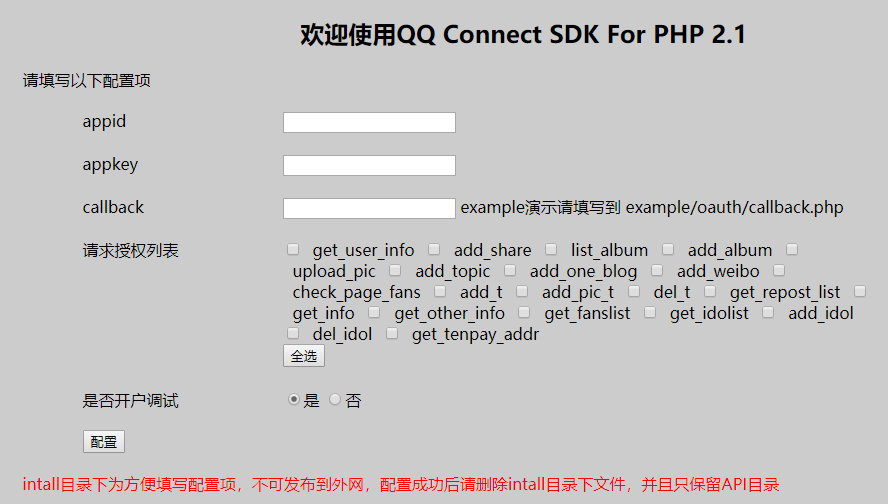 欢迎使用QQ Connect SDK For PHP 2.1
请填写以下配置项
appid
appkey
callback example演示请填写到 example/oauth/callback.php
请求授权列表 get_user_info add_share list_album add_album
upload_pic add_topic add_one_blog add_weibo
check_page_fans add_t add_pic_t del_t get_repost_list
get_info get_other_info get_fanslist get_idolist add_idol
del_idol get_tenpay_addr
全选
是否开户调试 是 否
配置
intall目录下为方便填写配置项，不可发布到外网，配置成功后请删除intall目录下文件，并且只保留API目录